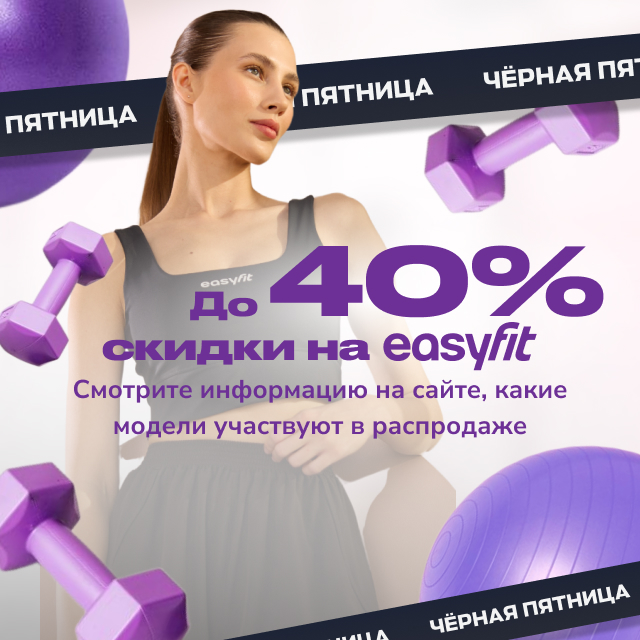 ПЯТНИЦА ПЯТНИЦА ЧЁРНАЯ ПЯТ
easyfit
До 40%
скидки на easyfit
Смотрите информацию на сайте, какие
модели участвуют в распродаже
НИЦА ЧЁРНАЯ ПЯТНИЦА